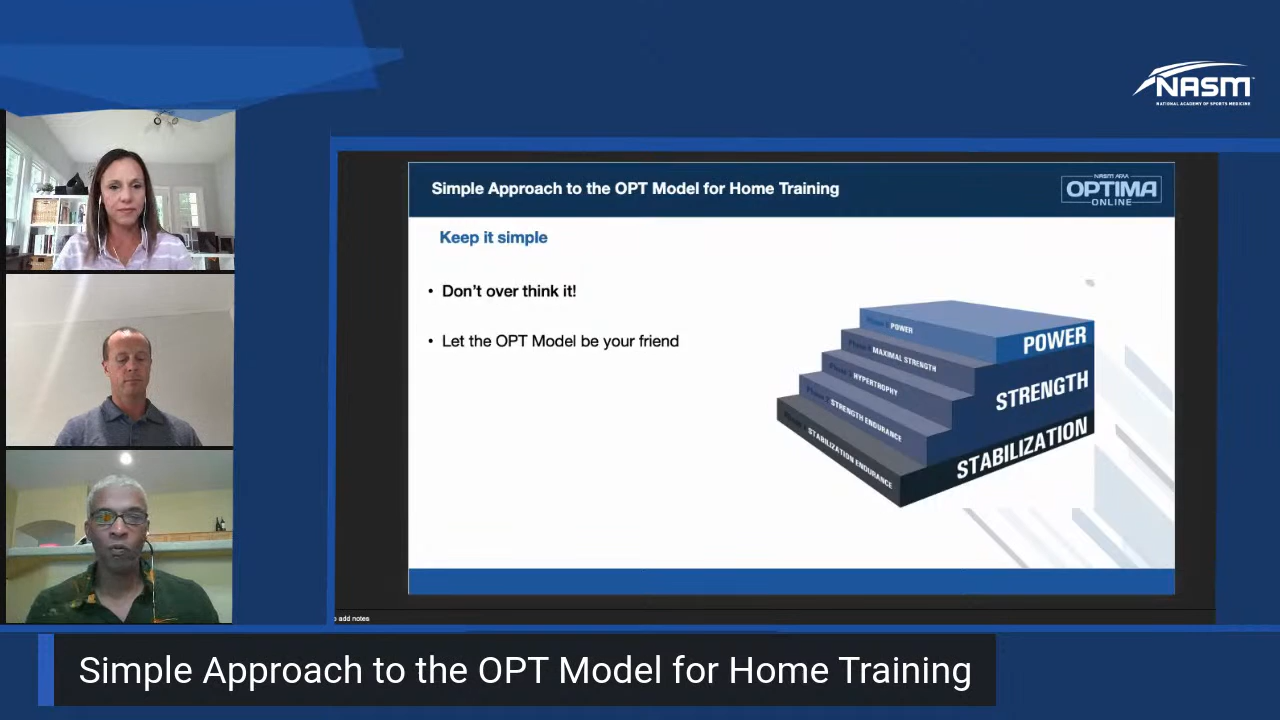 NASM
NATIONAL ACADEMY OF SPORTS MEDICINE
Simple Approach to the OPT Model for Home Training
NASM AFAA
OPTIMA
ONLINE
Keep it simple
• Don't over think it!
• Let the OPT Model be your friend
POWER
MAXIMAL STRENGTH
HYPERTROPHY
STRENGTH ENDURANCE
STABILIZATION ENDURANCE
POWER
STRENGTH
STABILIZATION
add notes
Simple Approach to the OPT Model for Home Training